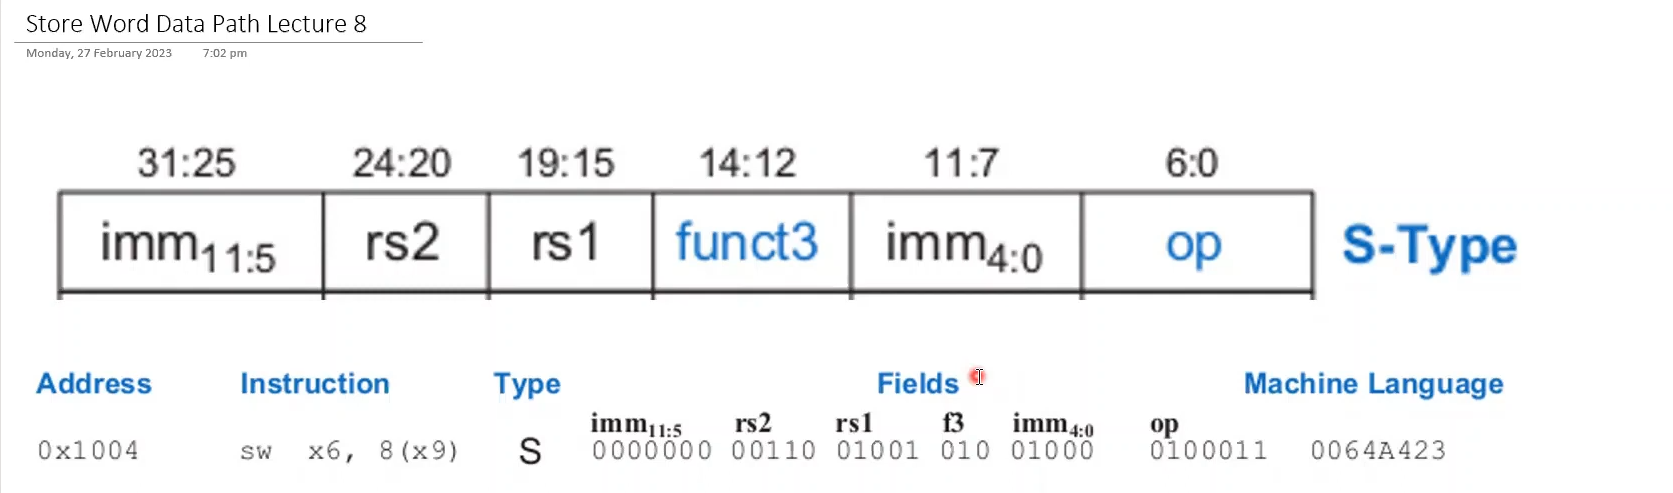 Store Word Data Path Lecture 8
Monday, 27 February 2023 7:02 pm
31:25 24:20 19:15 14:12 11:7 6:0
imm11:5 rs2 rs1 funct3 imm4:0 op S-Type
Address Instruction Type Fields Machine Language
imm11:5 rs2 rs1 f3 imm4:0 op
0x1004 sw x6, 8(x9) S 0000000 00110 01001 010 01000 0100011 0064A423